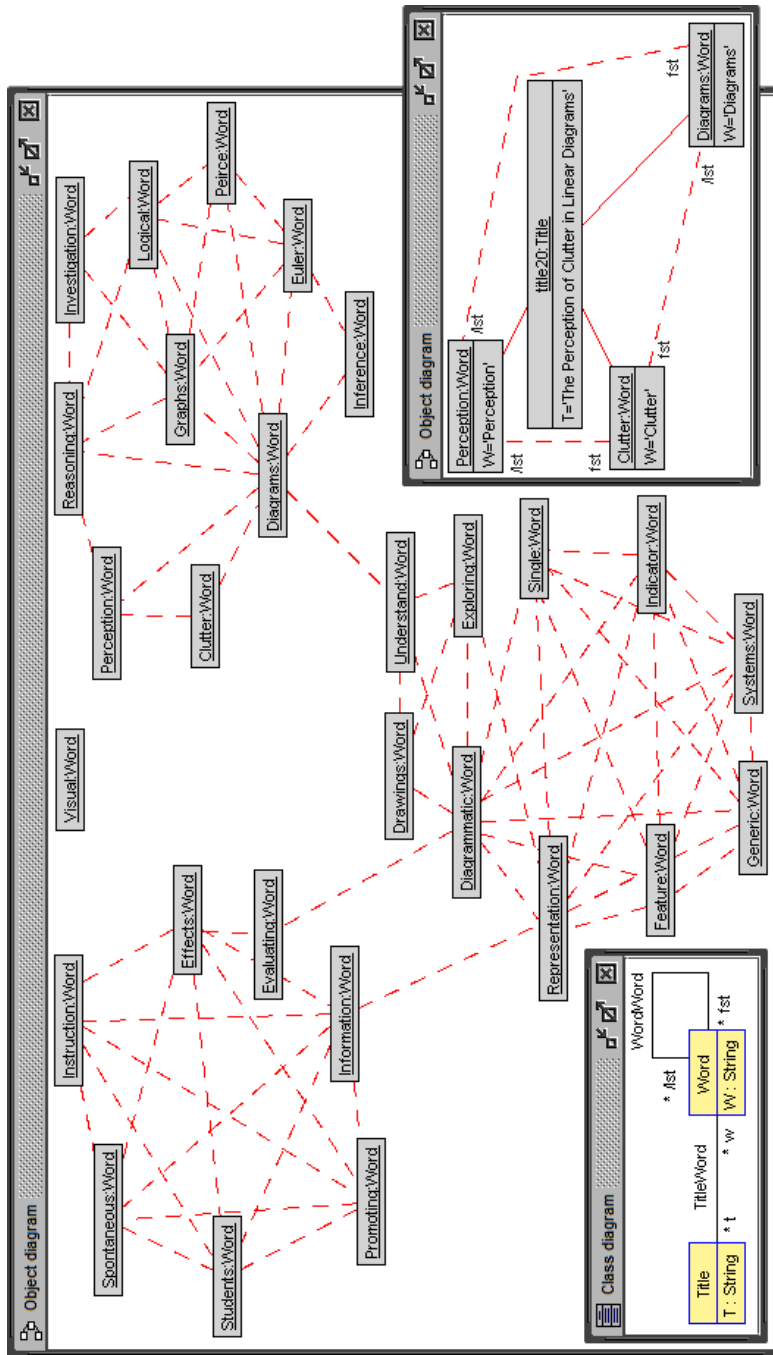 Object diagram
Instruction:Word
Visual:Word
Reasoning:Word
Investigation:Word
Spontaneous:Word
Perception:Word
Logical:Word
Effects:Word
Clutter:Word
Graphs:Word
Peirce:Word
Students:Word
Evaluating:Word
Diagrams:Word
Euler:Word
Information:Word
Inference:Word
Promoting:Word
Drawings:Word
Understand:Word
Diagrammatic:Word
Exploring:Word
Representation:Word
Single:Word
Feature:Word
Indicator:Word
Generic:Word
Systems:Word
Class diagram
WordWord
* /lst
TitleWord
Title
Word
* t
* w
* fst
T : String
W : String
Object diagram
Perception:Word
W='Perception'
/lst
/lst
title20:Title
T='The Perception of Clutter in Linear Diagrams'
fst
Clutter:Word
W='Clutter'
fst
fst
/lst
Diagrams:Word
W='Diagrams'